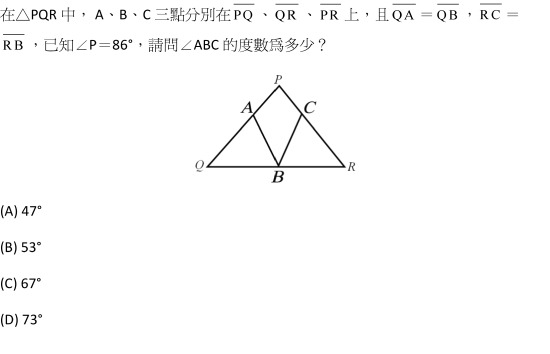 在△PQR 中， A、B、C 三點分別在 PQ 、 QR 、 PR 上，且 QA ＝ QB ， RC ＝
RB ，已知∠P＝86°，請問∠ABC 的度數爲多少？
P
A C
Q B R
(A) 47°
(B) 53°
(C) 67°
(D) 73°